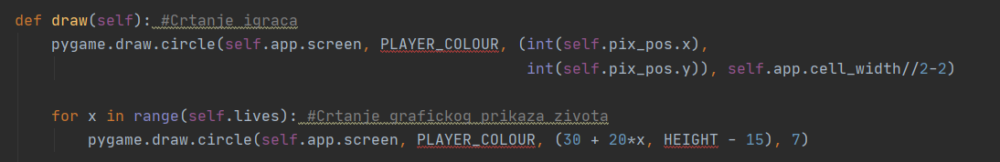 def draw(self): #Crtanje igraca
pygame.draw.circle(self.app.screen, PLAYER_COLOUR, (int(self.pix_pos.x),
int(self.pix_pos.y)), self.app.cell_width//2-2)
for x in range(self.lives): #Crtanje grafickog prikaza zivota
pygame.draw.circle(self.app.screen, PLAYER_COLOUR, (30 + 20*x, HEIGHT - 15), 7)